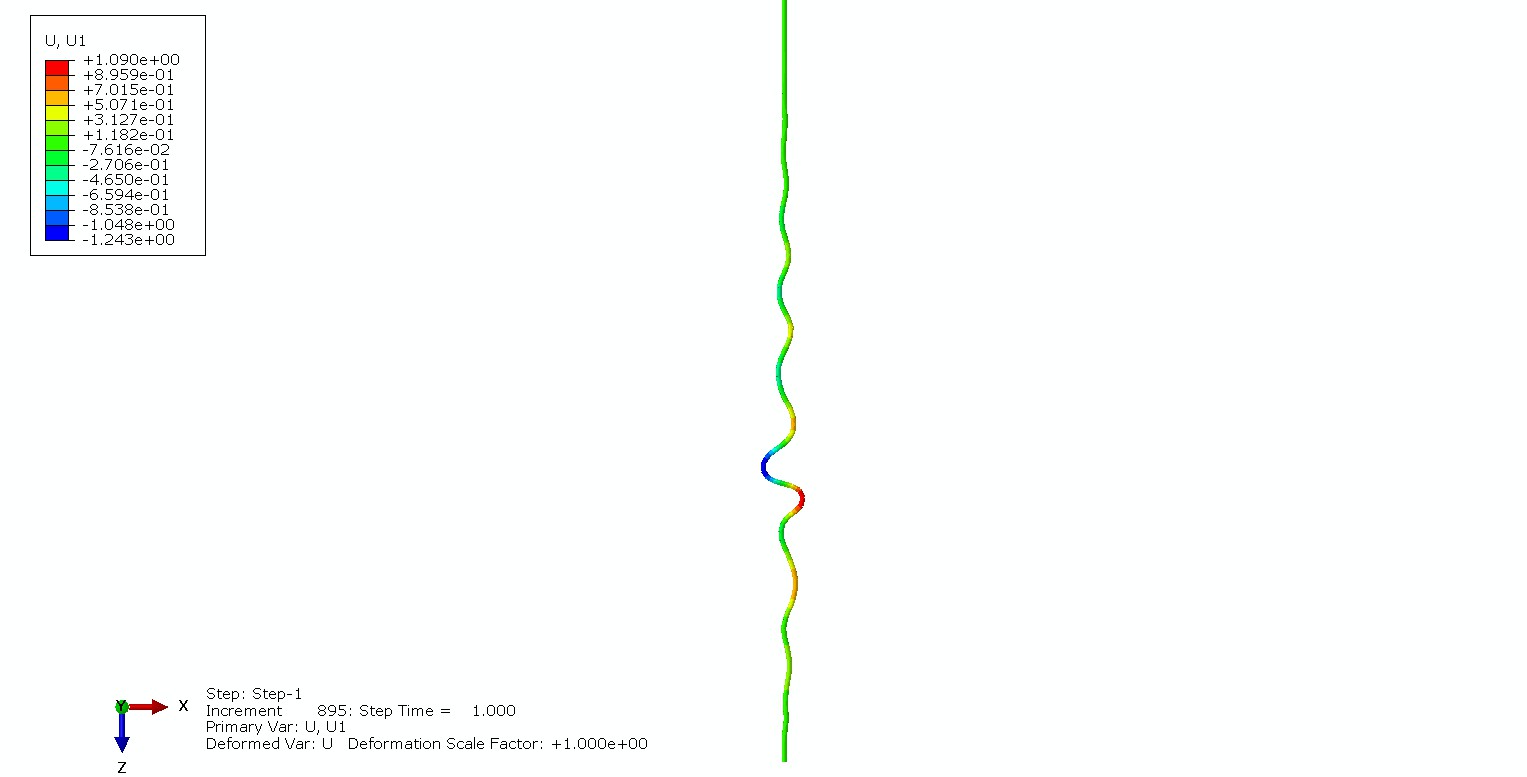 U, U1
+1.090e+00
+8.959e-01
+7.015e-01
+5.071e-01
+3.127e-01
+1.182e-01
-7.616e-02
-2.706e-01
-4.650e-01
-6.594e-01
-8.538e-01
-1.048e+00
-1.243e+00
Step: Step-1
Increment 895: Step Time = 1.000
Primary Var: U, U1
Deformed Var: U Deformation Scale Factor: +1.000e+00
Y
X
Z